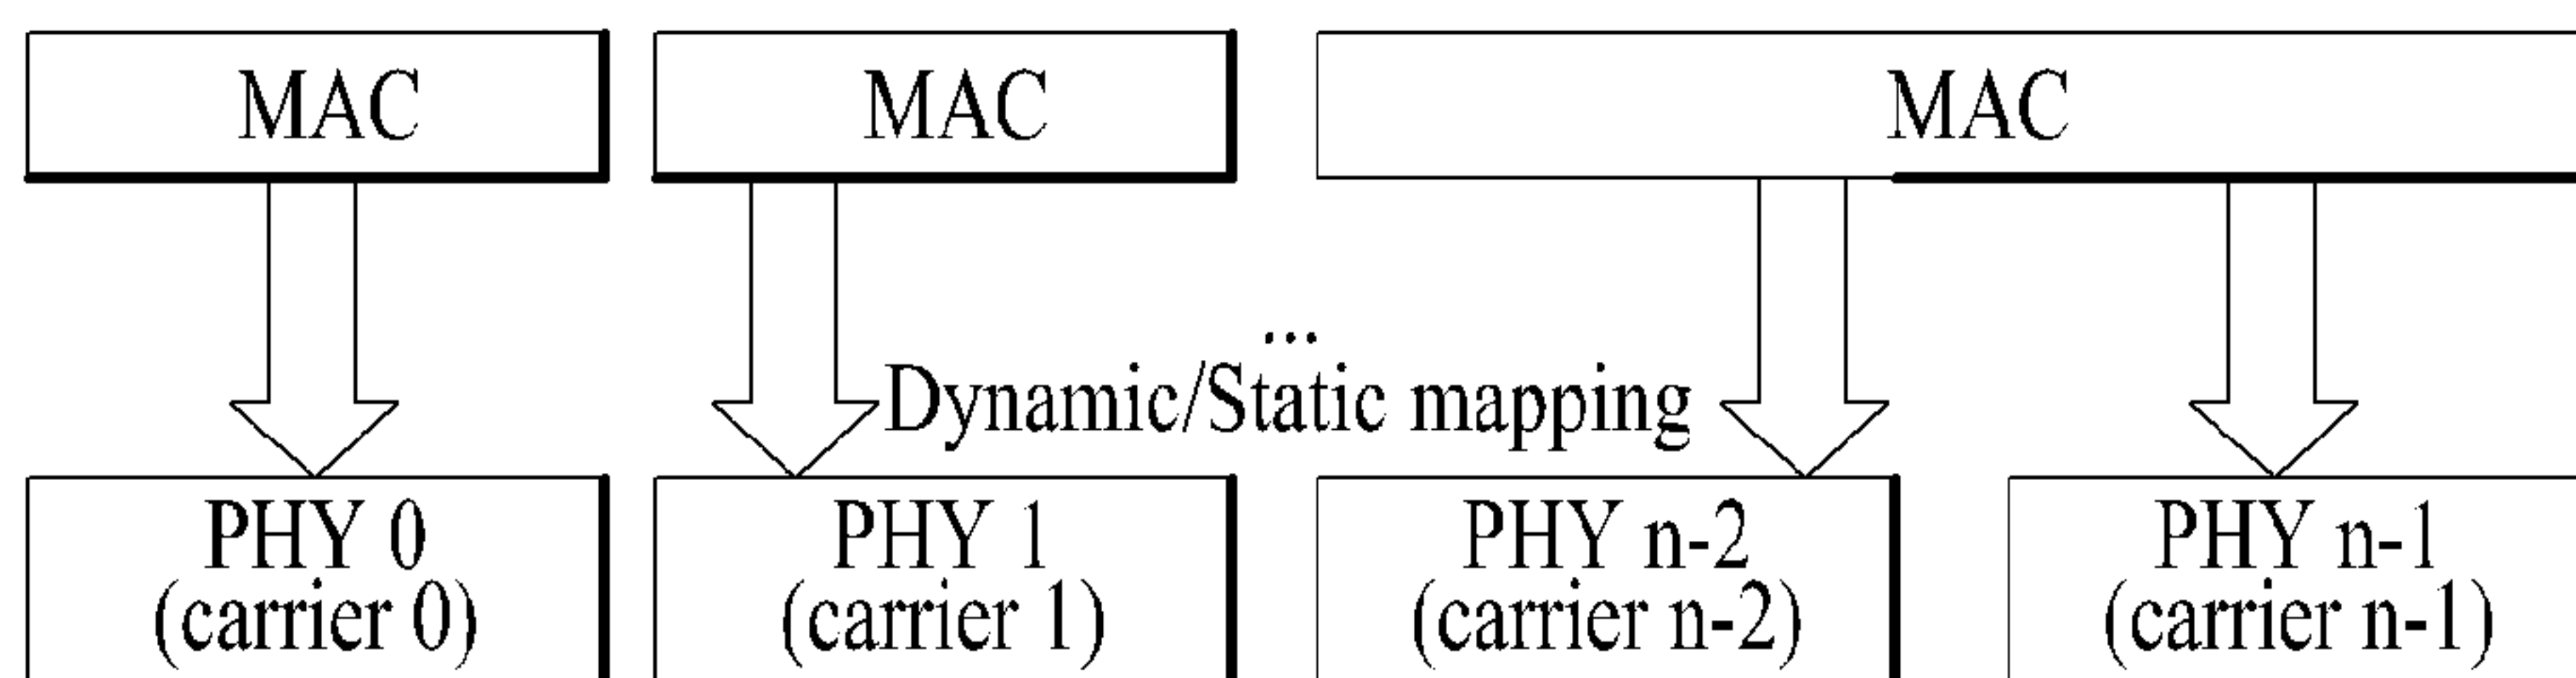 MAC
MAC
MAC
...
Dynamic/Static mapping
PHY 0
(carrier 0)
PHY 1
(carrier 1)
PHY n-2
(carrier n-2)
PHY n-1
(carrier n-1)